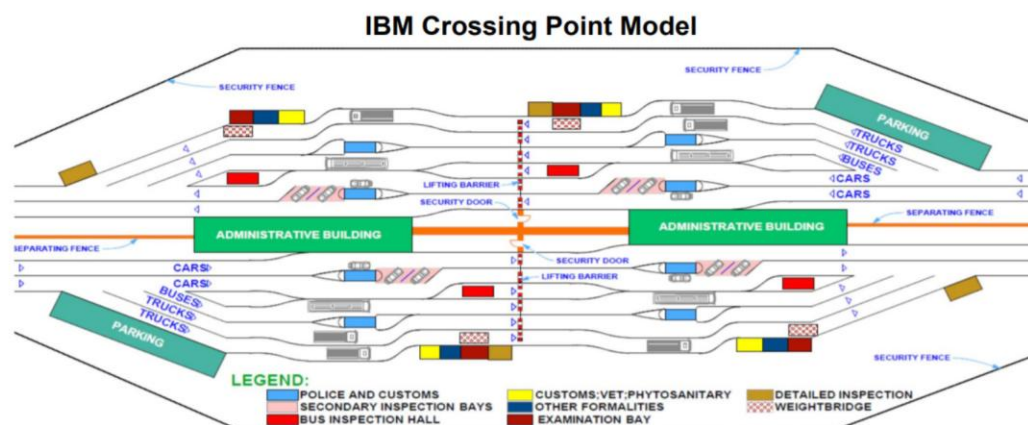 IBM Crossing Point Model
SECURITY FENCE
SECURITY FENCE
PARKING
TRUCKS
TRUCKS
BUSES
CARS
CARS
LIFTING BARRIER
SECURITY DOOR
ADMINISTRATIVE BUILDING
ADMINISTRATIVE BUILDING
SEPARATING FENCE
SEPARATING FENCE
SECURITY DOOR
LIFTING BARRIER
CARS
CARS
BUSES
TRUCKS
TRUCKS
PARKING
SECURITY FENCE
LEGEND:
POLICE AND CUSTOMS
SECONDARY INSPECTION BAYS
BUS INSPECTION HALL
CUSTOMS;VET;PHYTOSANITARY
OTHER FORMALITIES
EXAMINATION BAY
DETAILED INSPECTION
WEIGHTBRIDGE